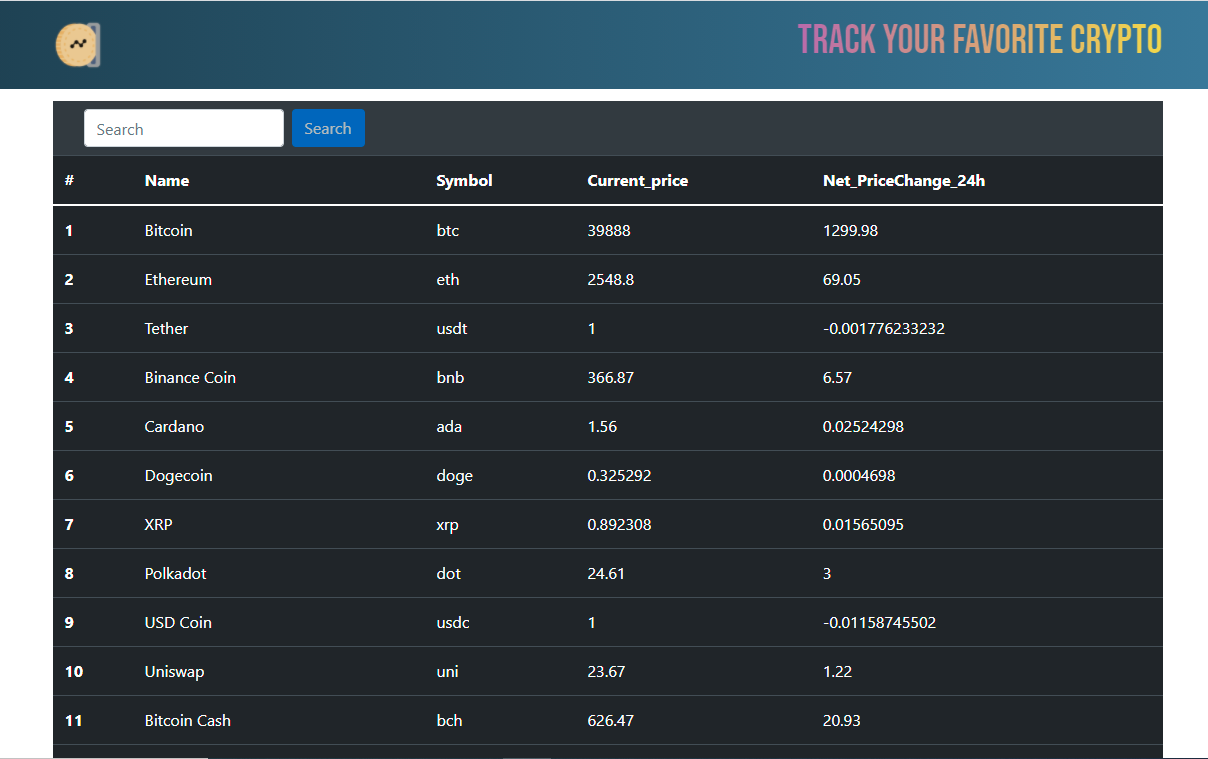 TRACK YOUR FAVORITE CRYPTO
Search Search
# Name Symbol Current_price Net_PriceChange_24h
1 Bitcoin btc 39888 1299.98
2 Ethereum eth 2548.8 69.05
3 Tether usdt 1 -0.001776233232
4 Binance Coin bnb 366.87 6.57
5 Cardano ada 1.56 0.02524298
6 Dogecoin doge 0.325292 0.0004698
7 XRP xrp 0.892308 0.01565095
8 Polkadot dot 24.61 3
9 USD Coin usdc 1 -0.01158745502
10 Uniswap uni 23.67 1.22
11 Bitcoin Cash bch 626.47 20.93